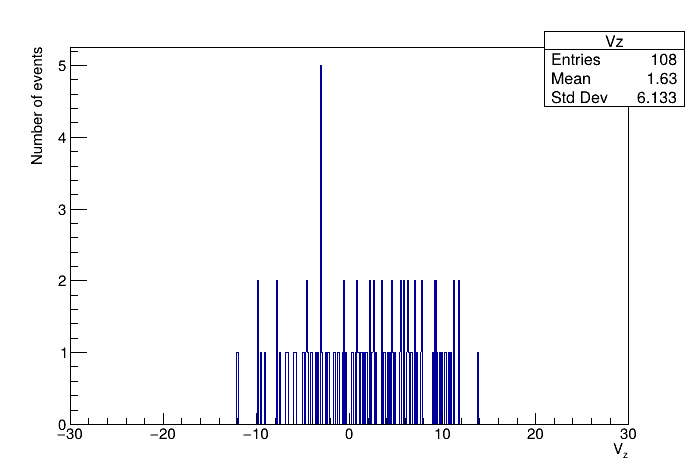 Vz
Entries 108
Mean 1.63
Std Dev 6.133
Number of events
5
4
3
2
1
0
−30 −20 −10 0 10 20 30
Vz